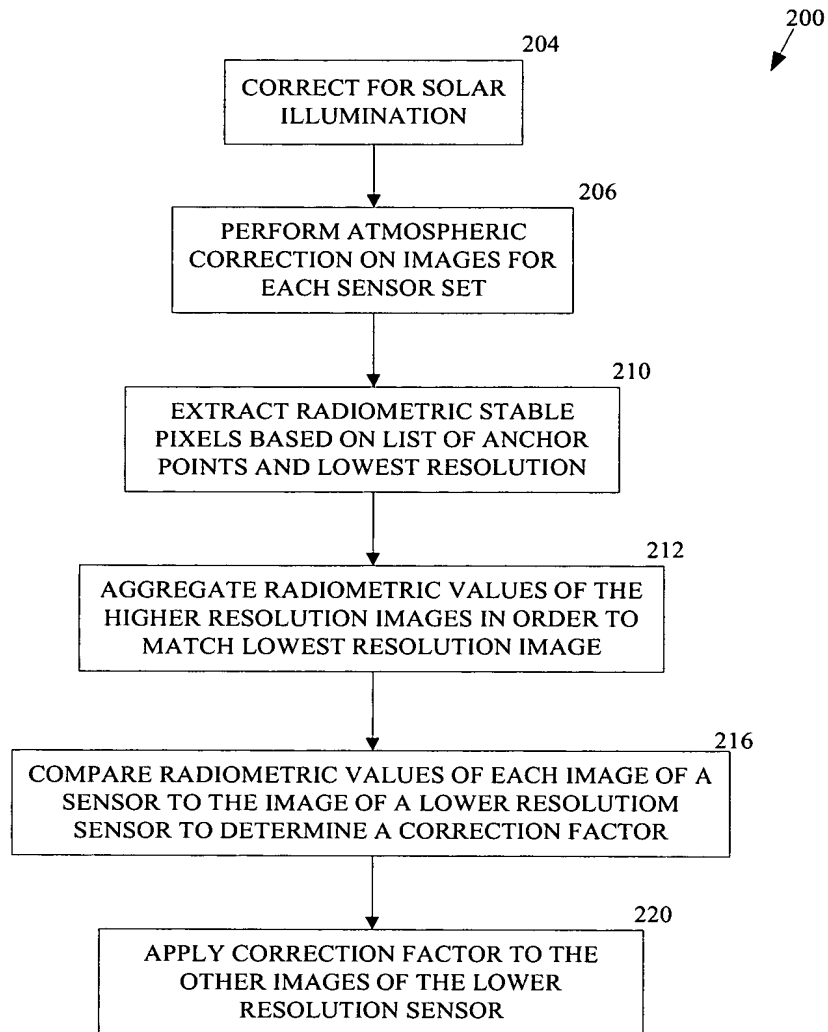 200
204
CORRECT FOR SOLAR
ILLUMINATION
206
PERFORM ATMOSPHERIC
CORRECTION ON IMAGES FOR
EACH SENSOR SET
210
EXTRACT RADIOMETRIC STABLE
PIXELS BASED ON LIST OF ANCHOR
POINTS AND LOWEST RESOLUTION
212
AGGREGATE RADIOMETRIC VALUES OF THE
HIGHER RESOLUTION IMAGES IN ORDER TO
MATCH LOWEST RESOLUTION IMAGE
216
COMPARE RADIOMETRIC VALUES OF EACH IMAGE OF A
SENSOR TO THE IMAGE OF A LOWER RESOLUTIOM
SENSOR TO DETERMINE A CORRECTION FACTOR
220
APPLY CORRECTION FACTOR TO THE
OTHER IMAGES OF THE LOWER
RESOLUTION SENSOR